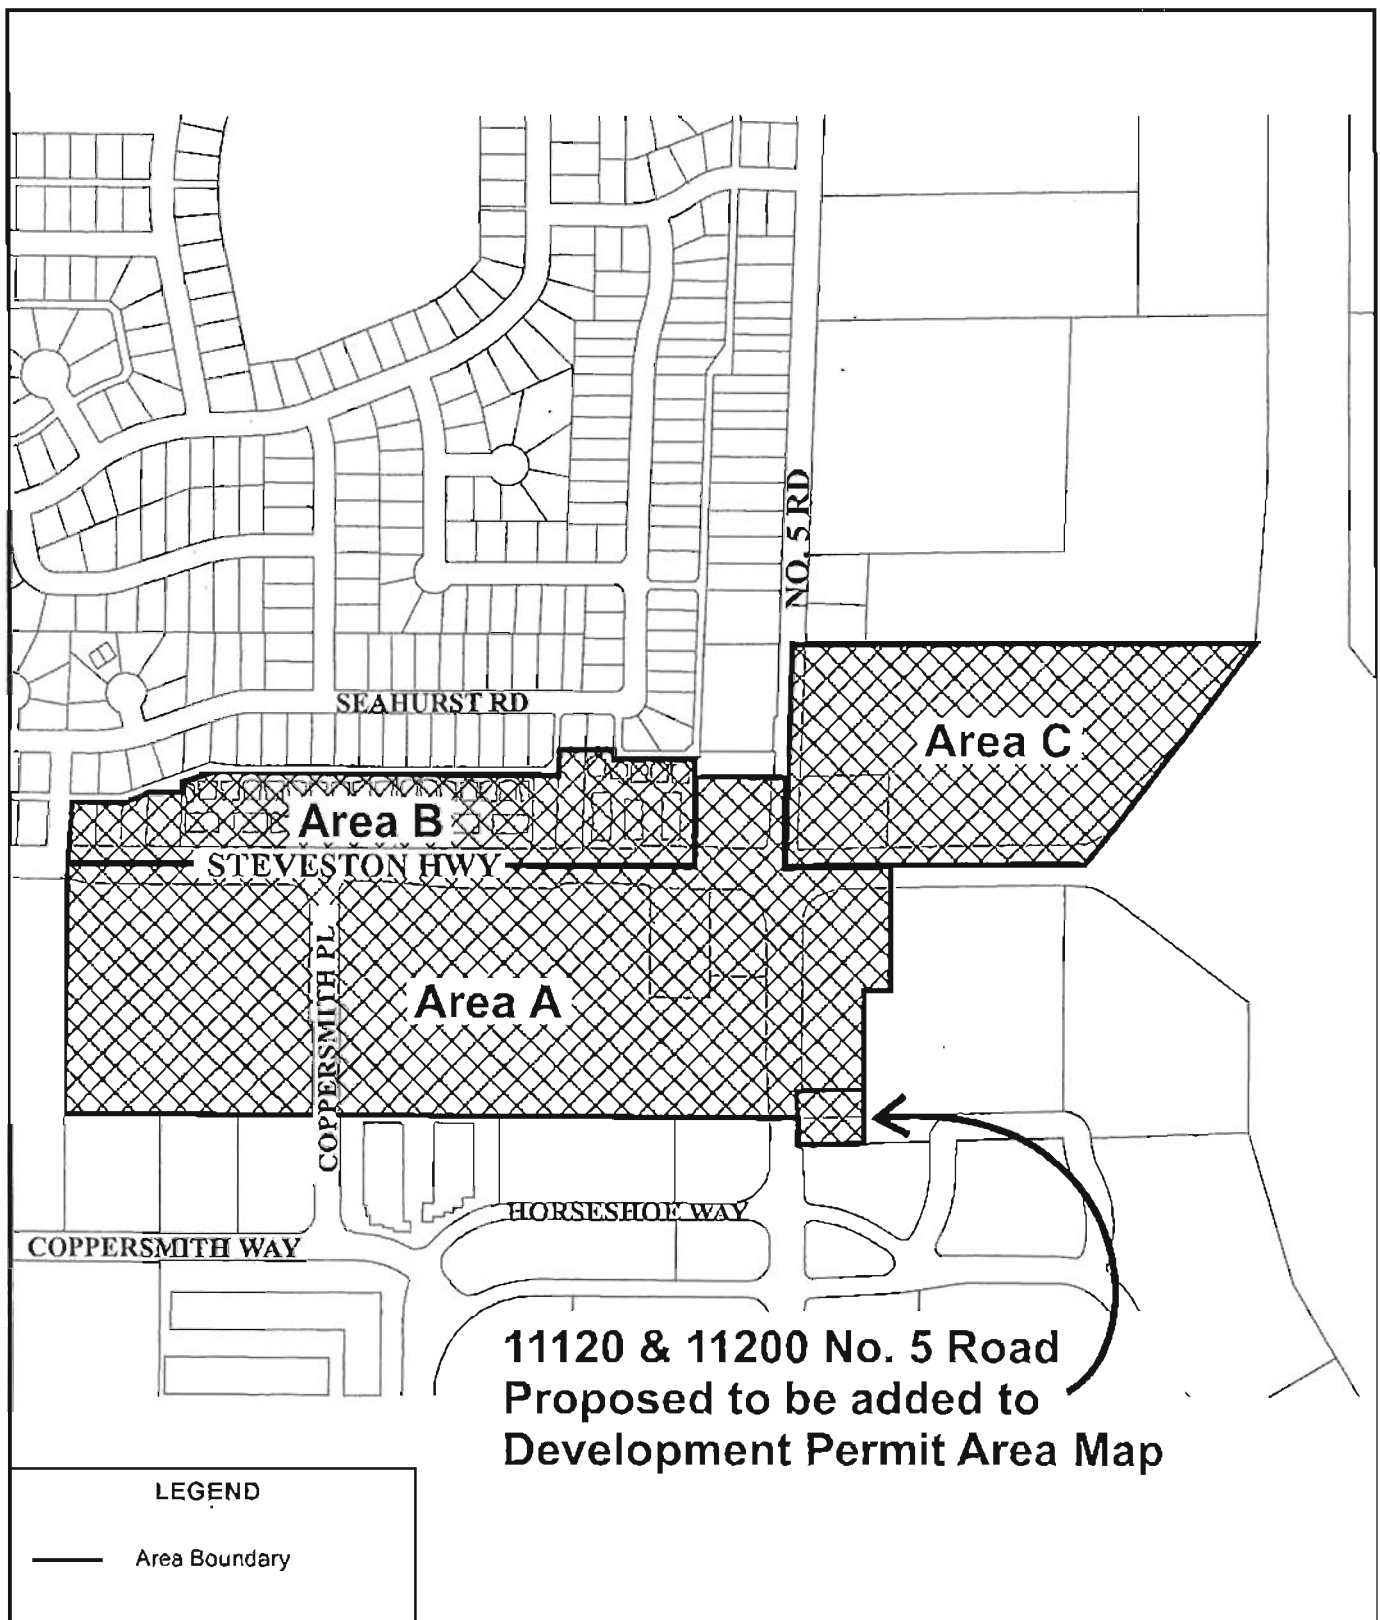 NO. 5 RD
SEAHURST RD
Area C
Area B
STEVESTON HWY
COPPERSMITH PL
Area A
HORSESHOE WAY
COPPERSMITH WAY
11120 & 11200 No. 5 Road
Proposed to be added to
Development Permit Area Map
LEGEND
Area Boundary